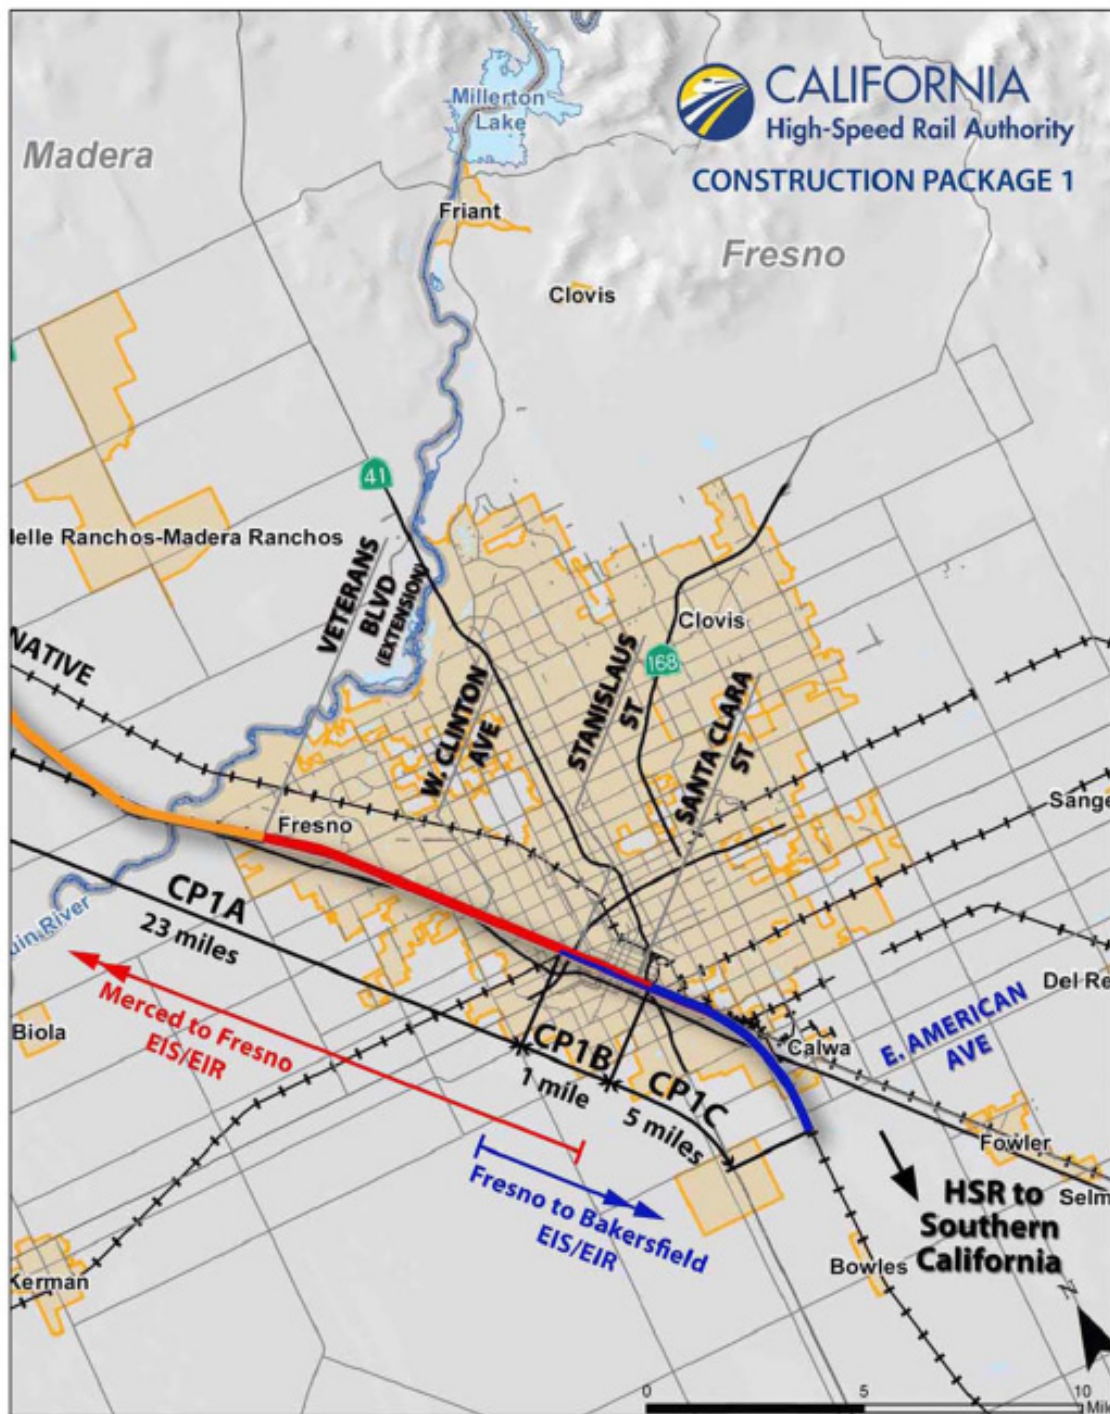 CALIFORNIA
High-Speed Rail Authority
CONSTRUCTION PACKAGE 1
Millerton
Lake
Madera
Friant
Fresno
Clovis
41
lelle Ranchos-Madera Ranchos
VETERANS
BLVD
(EXTENSION)
NATIVE
W. CLINTON
AVE
STANISLAUS
ST
Clovis
168
SANTA CLARA
ST
Fresno
Sange
CP1A
23 miles
uin River
Merced to Fresno
EIS/EIR
Biola
CP1B
1 mile
CP1C
5 miles
Calwa
E. AMERICAN
AVE
Del Re
Fowler
Selm
Fresno to Bakersfield
EIS/EIR
HSR to
Southern
California
Bowles
Kerman
N
0 5 10
Mil